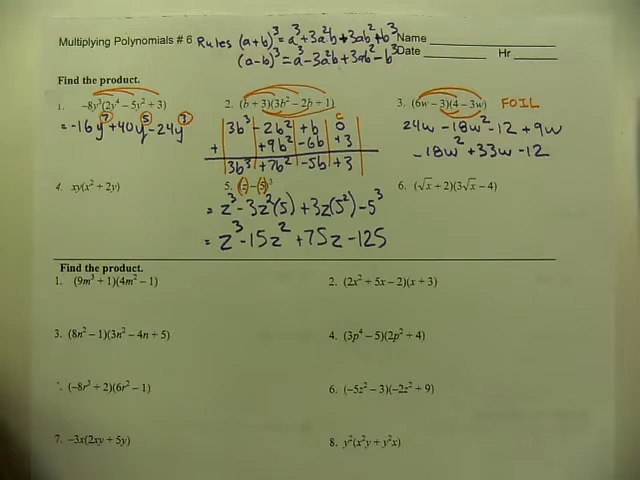 Multiplying Polynomials # 6 Rules (a+b)³=a³+3a²b+3ab²+b³ Name
(a-b)³=a³-3a²b+3ab²-b³ Date Hr
Find the product.
1. -8y³(2y⁴ - 5y² + 3)
= -16y⁷+40y⁵-24y³
2. (b + 3)(3b² - 2b + 1)
3b³ -2b² +b 0
+ +9b² -6b +3
3b³ +7b² -5b +3
3. (6w - 3)(4 - 3w) FOIL
24w -18w² -12 +9w
-18w² +33w -12
4. xy(x² + 2y)
5. (z - 5)³
= z³ - 3z²(5) + 3z(5²) - 5³
= z³ -15z² +75z -125
6. (√x + 2)(3√x - 4)
Find the product.
1. (9m³ + 1)(4m² - 1)
2. (2x² + 5x - 2)(x + 3)
3. (8n² - 1)(3n² - 4n + 5)
4. (3p⁴ - 5)(2p² + 4)
(-8r³ + 2)(6r² - 1)
6. (-5z² - 3)(-2z² + 9)
7. -3x(2xy + 5y)
8. y²(x²y + y²x)